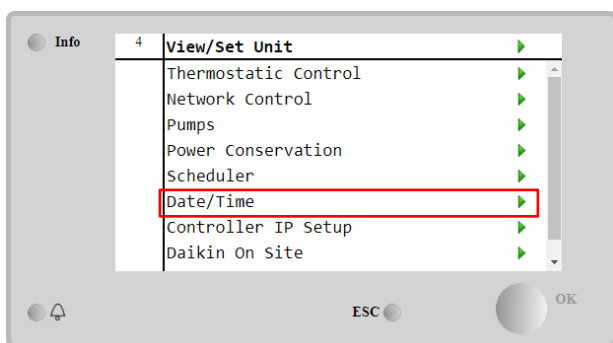 Info
4 View/Set Unit
Thermostatic Control
Network Control
Pumps
Power Conservation
Scheduler
Date/Time
Controller IP Setup
Daikin On Site
ESC
OK